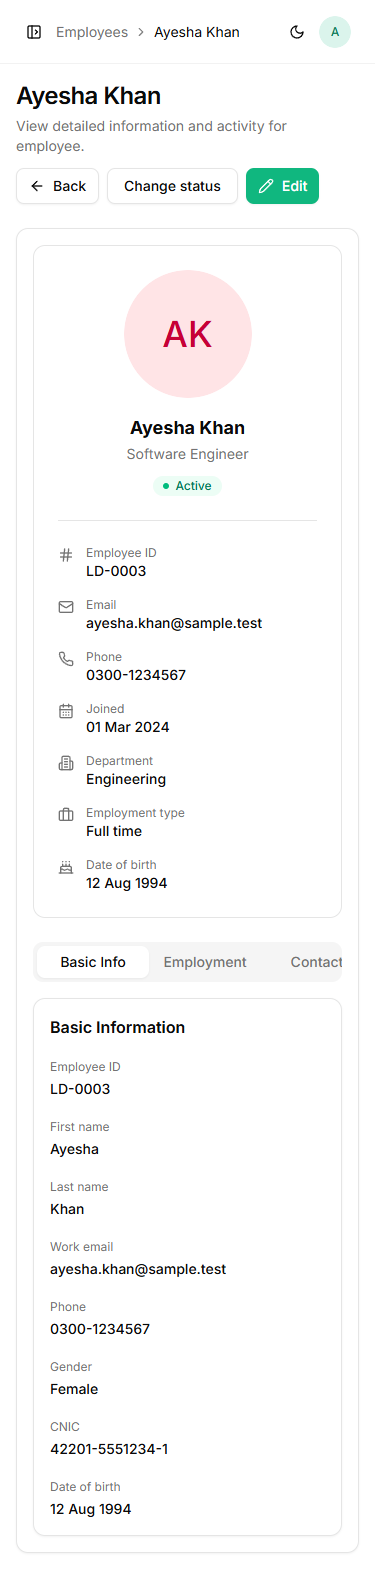 Employees > Ayesha Khan
A
Ayesha Khan
View detailed information and activity for
employee.
Back
Change status
Edit
AK
Ayesha Khan
Software Engineer
Active
Employee ID
LD-0003
Email
ayesha.khan@sample.test
Phone
0300-1234567
Joined
01 Mar 2024
Department
Engineering
Employment type
Full time
Date of birth
12 Aug 1994
Basic Info
Employment
Contact
Basic Information
Employee ID
LD-0003
First name
Ayesha
Last name
Khan
Work email
ayesha.khan@sample.test
Phone
0300-1234567
Gender
Female
CNIC
42201-5551234-1
Date of birth
12 Aug 1994